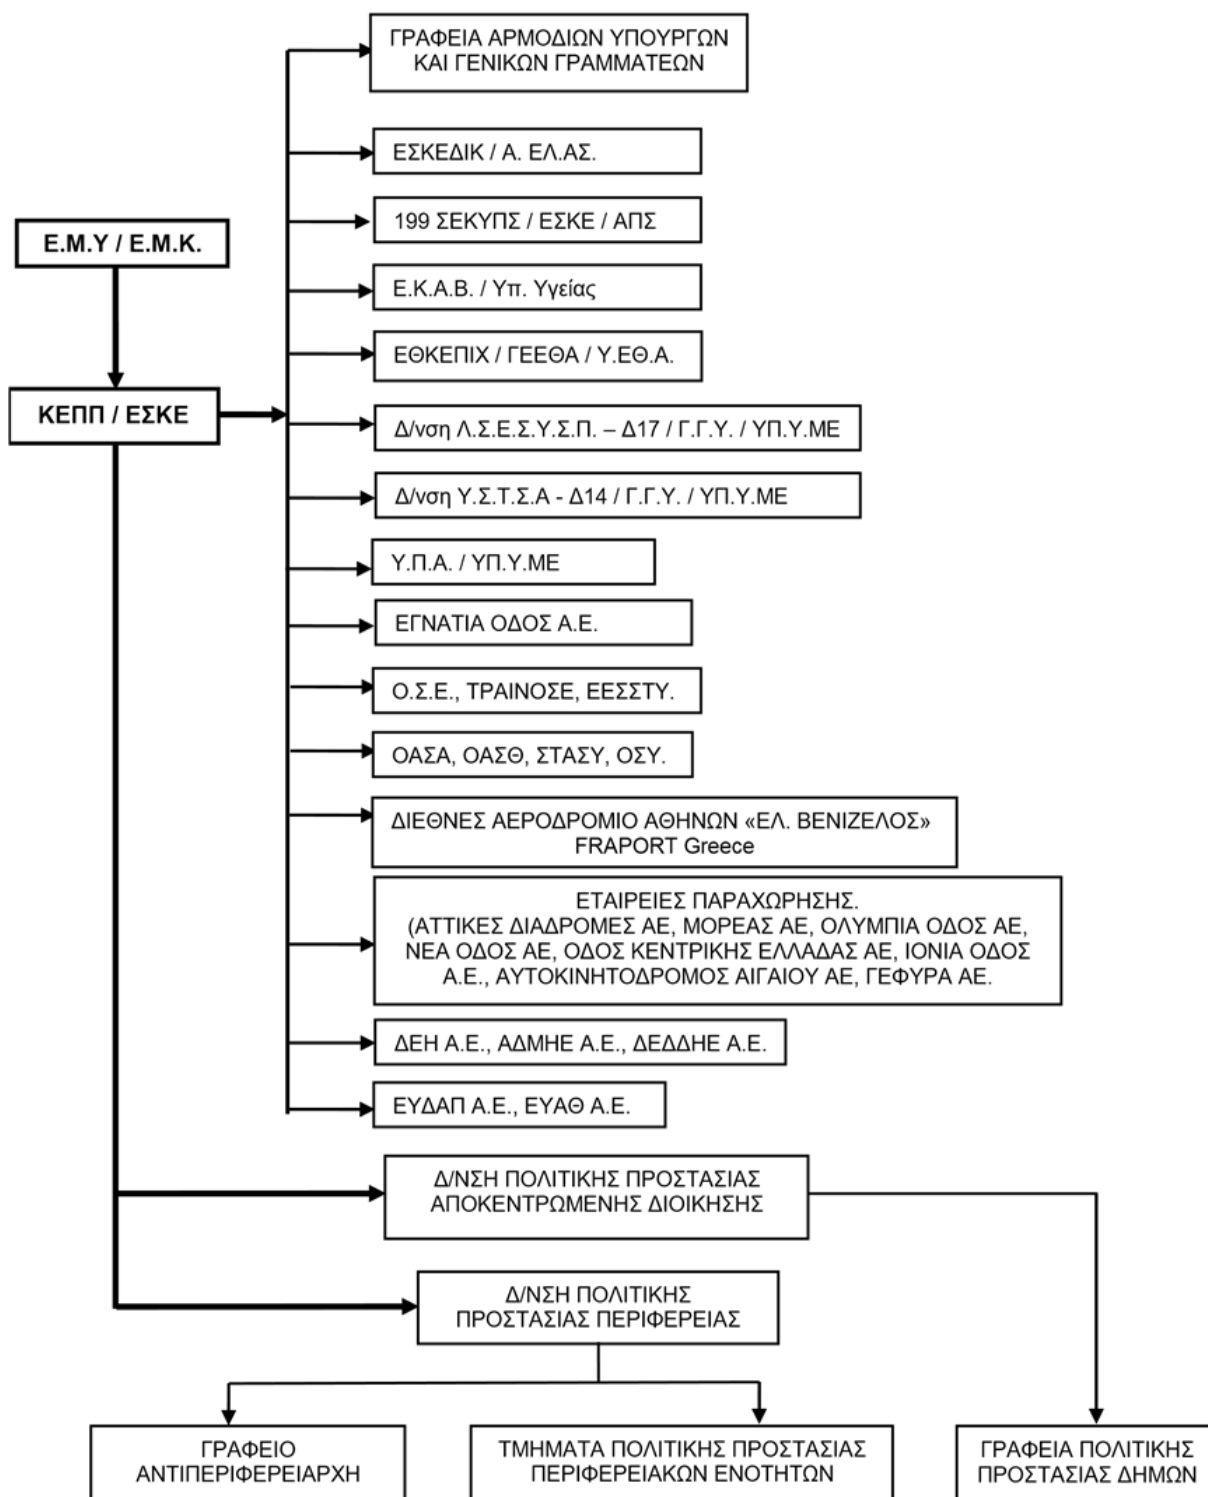 ΓΡΑΦΕΙΑ ΑΡΜΟΔΙΩΝ ΥΠΟΥΡΓΩΝ
ΚΑΙ ΓΕΝΙΚΩΝ ΓΡΑΜΜΑΤΕΩΝ
ΕΣΚΕΔΙΚ / Α. ΕΛ.ΑΣ.
199 ΣΕΚΥΠΣ / ΕΣΚΕ / ΑΠΣ
Ε.Μ.Υ / Ε.Μ.Κ.
Ε.Κ.Α.Β. / Υπ. Υγείας
ΕΘΚΕΠΙΧ / ΓΕΕΘΑ / Υ.ΕΘ.Α.
ΚΕΠΠ / ΕΣΚΕ
Δ/νση Λ.Σ.Ε.Σ.Υ.Σ.Π. – Δ17 / Γ.Γ.Υ. / ΥΠ.Υ.ΜΕ
Δ/νση Υ.Σ.Τ.Σ.Α - Δ14 / Γ.Γ.Υ. / ΥΠ.Υ.ΜΕ
Υ.Π.Α. / ΥΠ.Υ.ΜΕ
ΕΓΝΑΤΙΑ ΟΔΟΣ Α.Ε.
Ο.Σ.Ε., ΤΡΑΙΝΟΣΕ, ΕΕΣΣΤΥ.
ΟΑΣΑ, ΟΑΣΘ, ΣΤΑΣΥ, ΟΣΥ.
ΔΙΕΘΝΕΣ ΑΕΡΟΔΡΟΜΙΟ ΑΘΗΝΩΝ «ΕΛ. ΒΕΝΙΖΕΛΟΣ»
FRAPORT Greece
ΕΤΑΙΡΕΙΕΣ ΠΑΡΑΧΩΡΗΣΗΣ.
(ΑΤΤΙΚΕΣ ΔΙΑΔΡΟΜΕΣ ΑΕ, ΜΟΡΕΑΣ ΑΕ, ΟΛΥΜΠΙΑ ΟΔΟΣ ΑΕ,
ΝΕΑ ΟΔΟΣ ΑΕ, ΟΔΟΣ ΚΕΝΤΡΙΚΗΣ ΕΛΛΑΔΑΣ ΑΕ, ΙΟΝΙΑ ΟΔΟΣ
Α.Ε., ΑΥΤΟΚΙΝΗΤΟΔΡΟΜΟΣ ΑΙΓΑΙΟΥ ΑΕ, ΓΕΦΥΡΑ ΑΕ.
ΔΕΗ Α.Ε., ΑΔΜΗΕ Α.Ε., ΔΕΔΔΗΕ Α.Ε.
ΕΥΔΑΠ Α.Ε., ΕΥΑΘ Α.Ε.
Δ/ΝΣΗ ΠΟΛΙΤΙΚΗΣ ΠΡΟΣΤΑΣΙΑΣ
ΑΠΟΚΕΝΤΡΩΜΕΝΗΣ ΔΙΟΙΚΗΣΗΣ
Δ/ΝΣΗ ΠΟΛΙΤΙΚΗΣ
ΠΡΟΣΤΑΣΙΑΣ ΠΕΡΙΦΕΡΕΙΑΣ
ΓΡΑΦΕΙΟ
ΑΝΤΙΠΕΡΙΦΕΡΕΙΑΡΧΗ
ΤΜΗΜΑΤΑ ΠΟΛΙΤΙΚΗΣ ΠΡΟΣΤΑΣΙΑΣ
ΠΕΡΙΦΕΡΕΙΑΚΩΝ ΕΝΟΤΗΤΩΝ
ΓΡΑΦΕΙΑ ΠΟΛΙΤΙΚΗΣ
ΠΡΟΣΤΑΣΙΑΣ ΔΗΜΩΝ